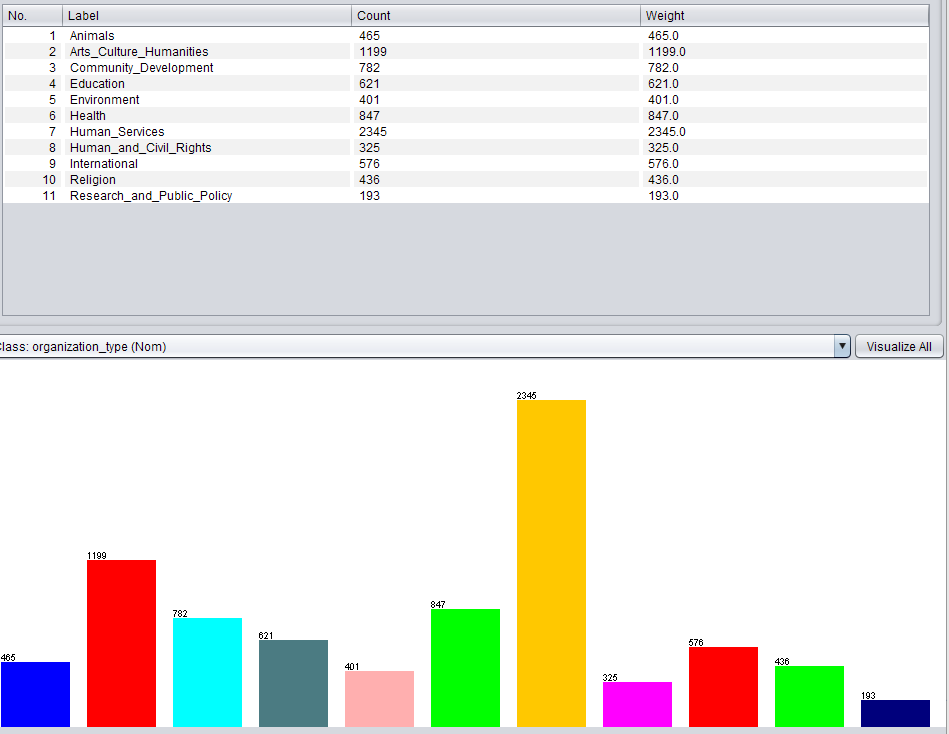 No. Label Count Weight
1 Animals 465 465.0
2 Arts_Culture_Humanities 1199 1199.0
3 Community_Development 782 782.0
4 Education 621 621.0
5 Environment 401 401.0
6 Health 847 847.0
7 Human_Services 2345 2345.0
8 Human_and_Civil_Rights 325 325.0
9 International 576 576.0
10 Religion 436 436.0
11 Research_and_Public_Policy 193 193.0
lass: organization_type (Nom) Visualize All
2345
1199
847
782
621
576
465
436
401
325
193